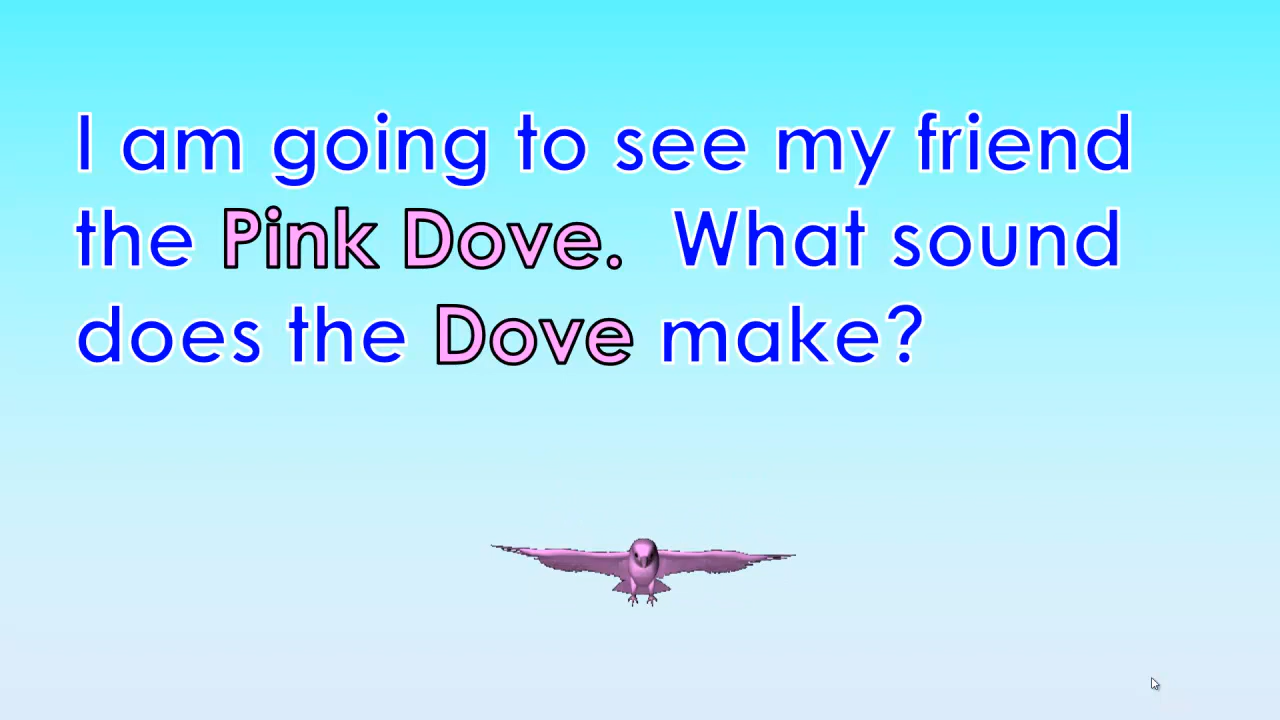 I am going to see my friend
the Pink Dove.  What sound
does the Dove make?